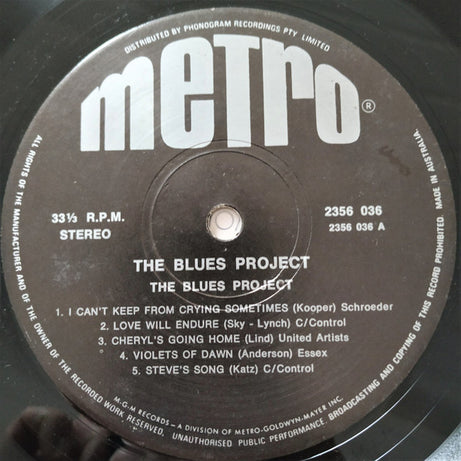 DISTRIBUTED BY PHONOGRAM RECORDINGS PTY. LIMITED
metro®
33⅓ R.P.M.
STEREO
2356 036
2356 036 A
THE BLUES PROJECT
THE BLUES PROJECT
1. I CAN'T KEEP FROM CRYING SOMETIMES (Kooper) Schroeder
2. LOVE WILL ENDURE (Sky - Lynch) C/Control
3. CHERYL'S GOING HOME (Lind) United Artists
4. VIOLETS OF DAWN (Anderson) Essex
5. STEVE'S SONG (Katz) C/Control
M-G-M RECORDS — A DIVISION OF METRO-GOLDWYN-MAYER INC.
ALL RIGHTS OF THE MANUFACTURER AND OF THE OWNER OF THE RECORDED WORK RESERVED. UNAUTHORISED PUBLIC PERFORMANCE BROADCASTING AND COPYING OF THIS RECORD PROHIBITED. MADE IN AUSTRALIA.